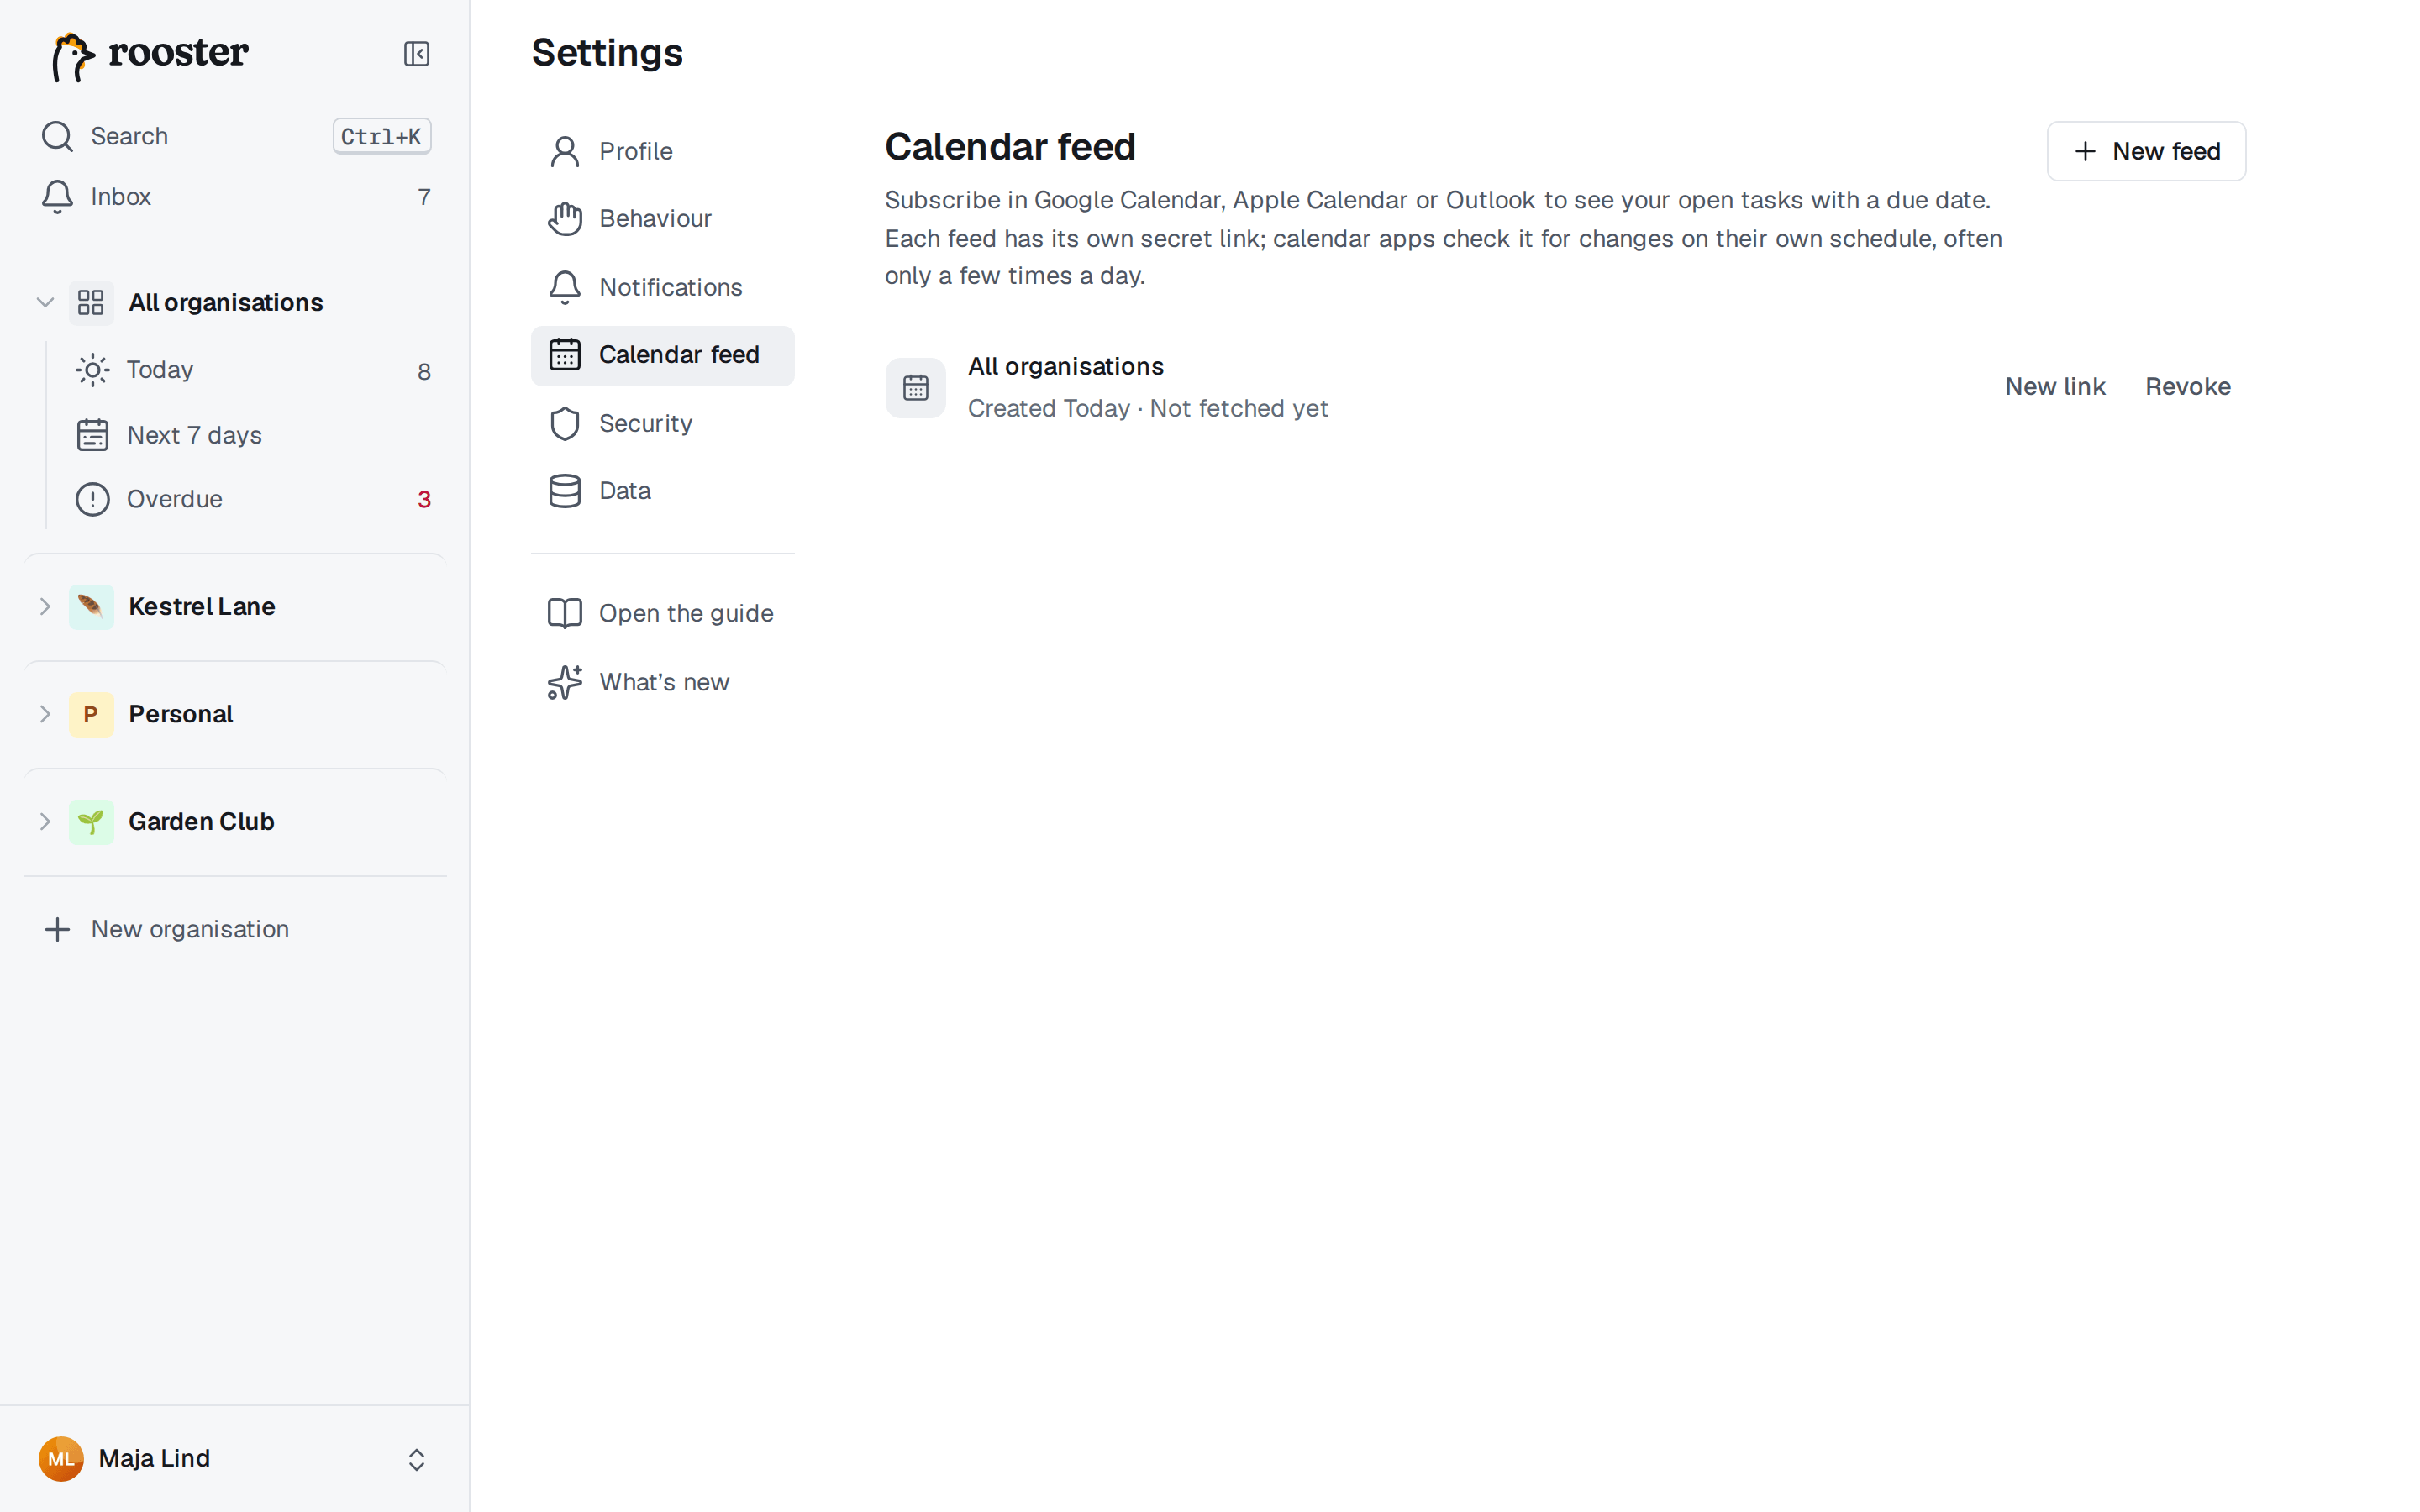 rooster
Search Ctrl+K
Inbox 7
All organisations
Today 8
Next 7 days
Overdue 3
Kestrel Lane
P Personal
Garden Club
New organisation
ML Maja Lind
Settings
Profile
Behaviour
Notifications
Calendar feed
Security
Data
Open the guide
What's new
Calendar feed
New feed
Subscribe in Google Calendar, Apple Calendar or Outlook to see your open tasks with a due date.
Each feed has its own secret link; calendar apps check it for changes on their own schedule, often
only a few times a day.
All organisations
Created Today · Not fetched yet
New link Revoke